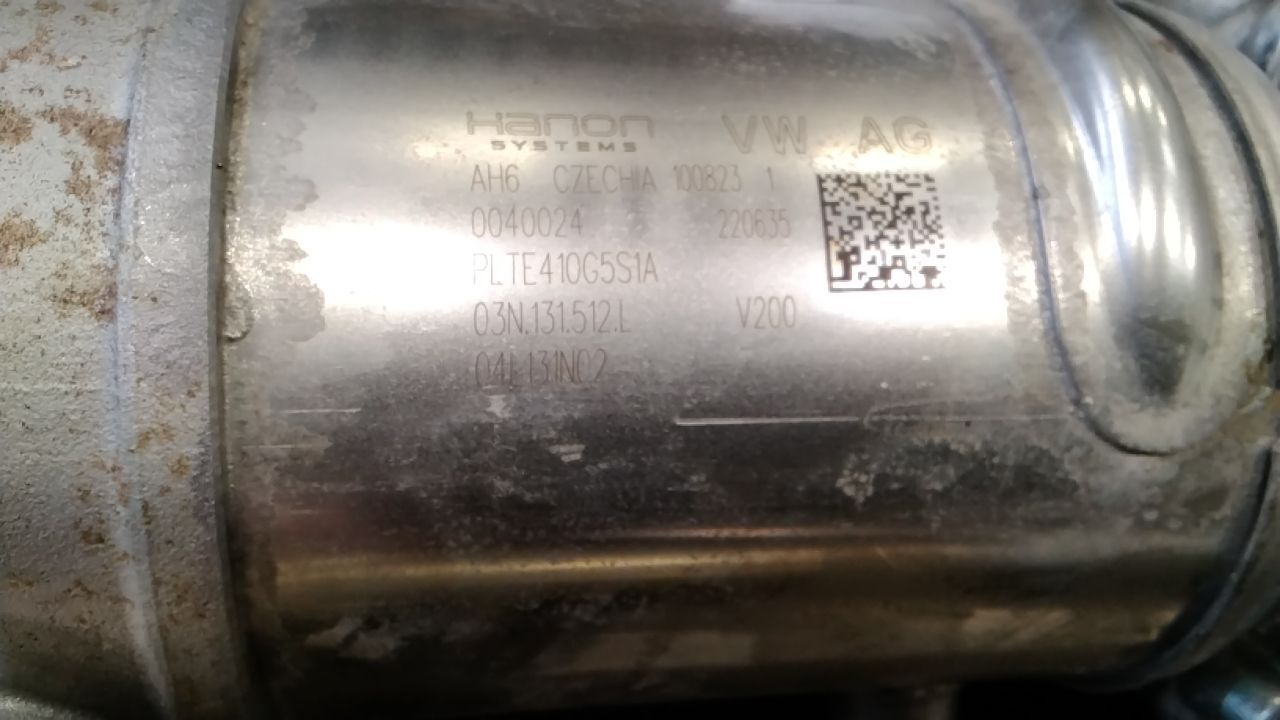 Hanon VW AG
SYSTEMS
AH6 CZECHIA 100823 1
0040024 220635
PLTE410G5S1A
03N.131.512.L V200
04L131N02